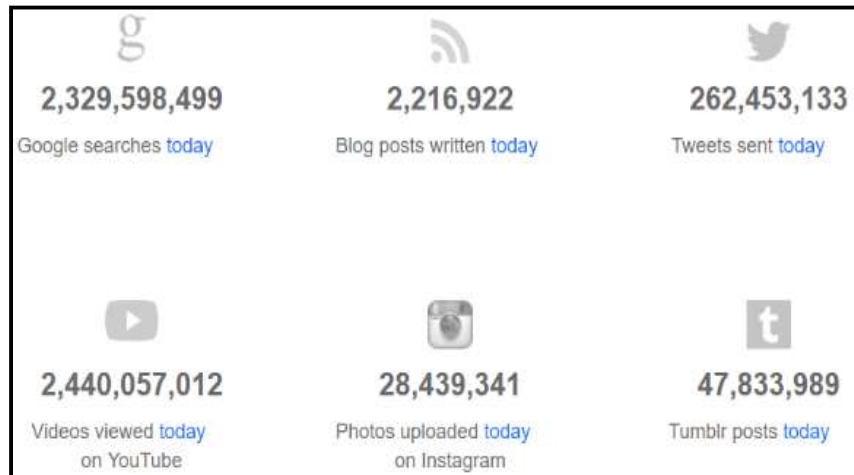 2,329,598,499
Google searches today
2,216,922
Blog posts written today
262,453,133
Tweets sent today
2,440,057,012
Videos viewed today
on YouTube
28,439,341
Photos uploaded today
on Instagram
47,833,989
Tumblr posts today